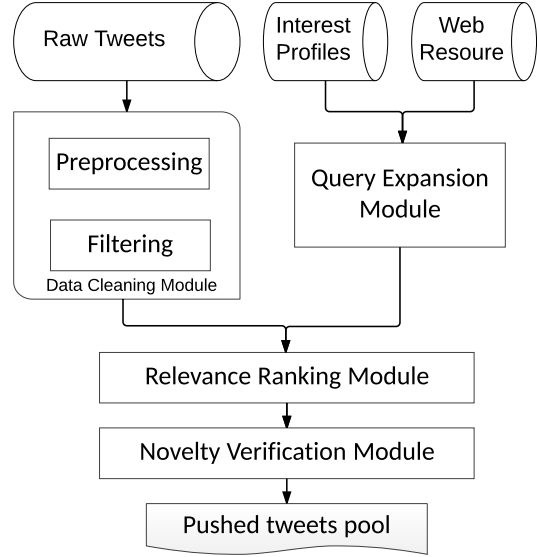 Raw Tweets
Interest
Profiles
Web
Resoure
Preprocessing
Filtering
Data Cleaning Module
Query Expansion
Module
Relevance Ranking Module
Novelty Verification Module
Pushed tweets pool